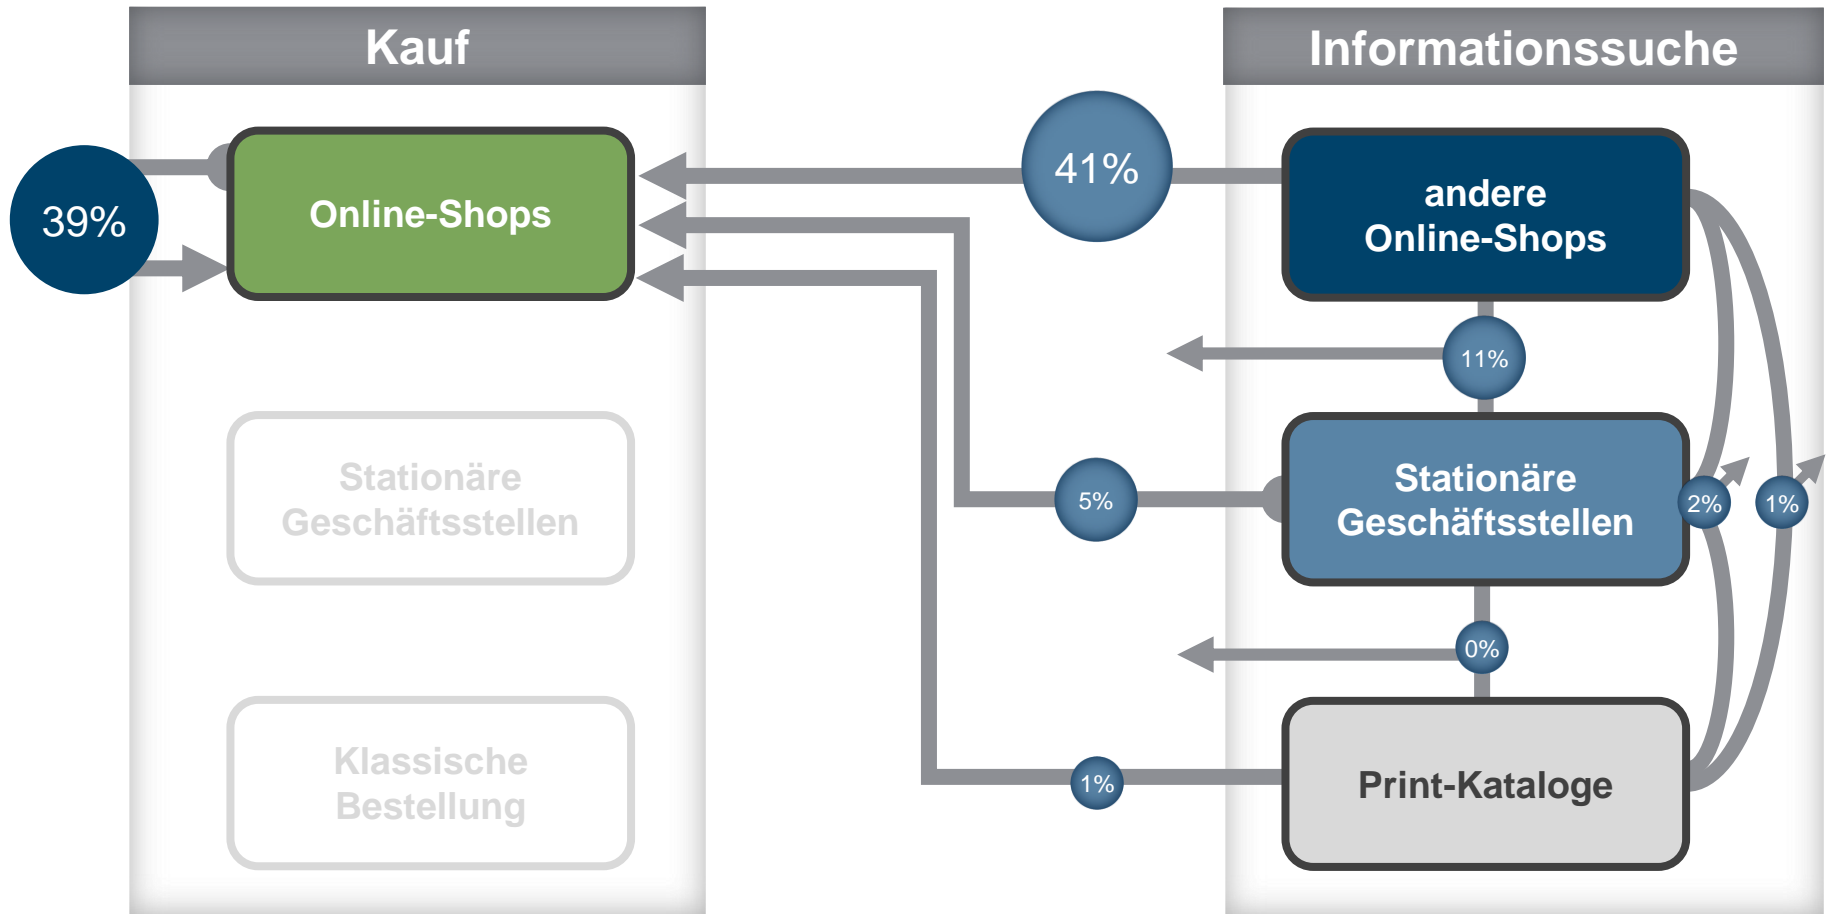 Kauf
Informationssuche
39%
Online-Shops
41%
andere
Online-Shops
11%
Stationäre
Geschäftsstellen
5%
Stationäre
Geschäftsstellen
2%
1%
0%
Klassische
Bestellung
1%
Print-Kataloge